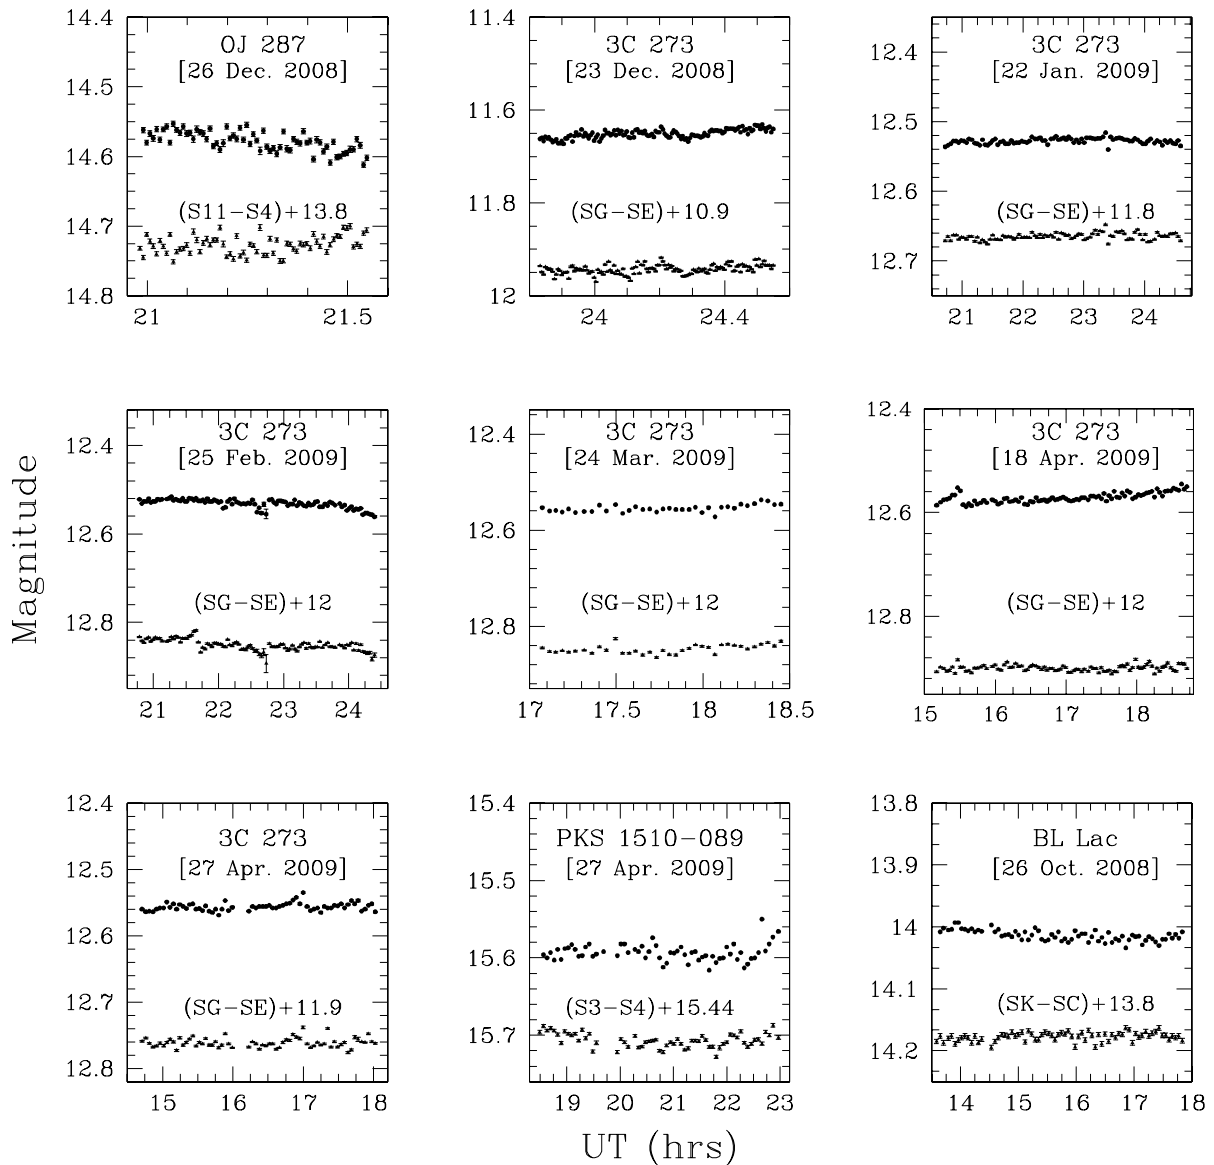 OJ 287
[26 Dec. 2008]
(S11−S4)+13.8
14.4
14.5
14.6
14.7
14.8
21
21.5
3C 273
[23 Dec. 2008]
(SG−SE)+10.9
11.4
11.6
11.8
12
24
24.4
3C 273
[22 Jan. 2009]
(SG−SE)+11.8
12.4
12.5
12.6
12.7
21
22
23
24
3C 273
[25 Feb. 2009]
(SG−SE)+12
12.4
12.6
12.8
21
22
23
24
3C 273
[24 Mar. 2009]
(SG−SE)+12
12.4
12.6
12.8
17
17.5
18
18.5
3C 273
[18 Apr. 2009]
(SG−SE)+12
12.4
12.6
12.8
15
16
17
18
3C 273
[27 Apr. 2009]
(SG−SE)+11.9
12.4
12.5
12.6
12.7
12.8
15
16
17
18
PKS 1510−089
[27 Apr. 2009]
(S3−S4)+15.44
15.4
15.5
15.6
15.7
19
20
21
22
23
BL Lac
[26 Oct. 2008]
(SK−SC)+13.8
13.8
13.9
14
14.1
14.2
14
15
16
17
18
Magnitude
UT (hrs)